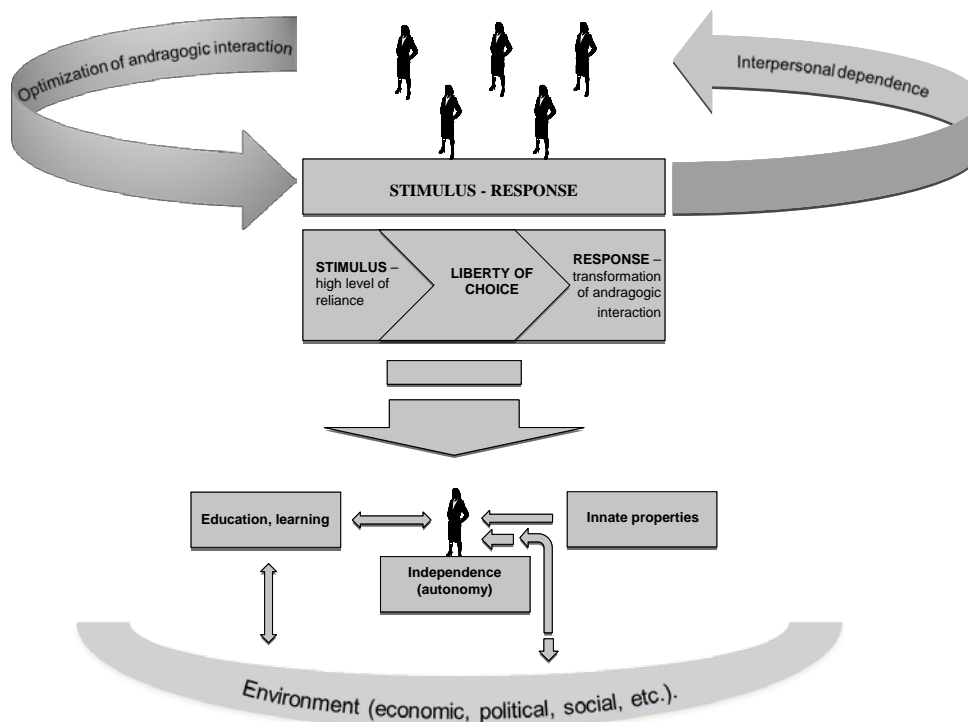 Optimization of andragogic interaction
Interpersonal dependence
STIMULUS - RESPONSE
STIMULUS –
high level of
reliance
LIBERTY OF
CHOICE
RESPONSE –
transformation
of andragogic
interaction
Education, learning
Innate properties
Independence
(autonomy)
Environment (economic, political, social, etc.).